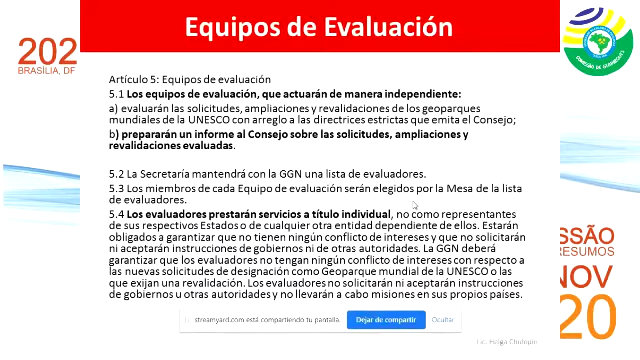 Equipos de Evaluación
202
BRASÍLIA, DF
Artículo 5: Equipos de evaluación
5.1 Los equipos de evaluación, que actuarán de manera independiente:
a) evaluarán las solicitudes, ampliaciones y revalidaciones de los geoparques
mundiales de la UNESCO con arreglo a las directrices estrictas que emita el Consejo;
b) prepararán un informe al Consejo sobre las solicitudes, ampliaciones y
revalidaciones evaluadas.
5.2 La Secretaría mantendrá con la GGN una lista de evaluadores.
5.3 Los miembros de cada Equipo de evaluación serán elegidos por la Mesa de la lista
de evaluadores.
5.4 Los evaluadores prestarán servicios a título individual, no como representantes
de sus respectivos Estados o de cualquier otra entidad dependiente de ellos. Estarán
obligados a garantizar que no tienen ningún conflicto de intereses y que no solicitarán
ni aceptarán instrucciones de gobiernos ni de otras autoridades. La GGN deberá
garantizar que los evaluadores no tengan ningún conflicto de intereses con respecto a
las nuevas solicitudes de designación como Geoparque mundial de la UNESCO o las
que exijan una revalidación. Los evaluadores no solicitarán ni aceptarán instrucciones
de gobiernos u otras autoridades y no llevarán a cabo misiones en sus propios países.
SSÃO
RESUMOS
NOV
20
streamyard.com está compartiendo tu pantalla.
Dejar de compartir
Ocultar
Lic. Helga Chulepin